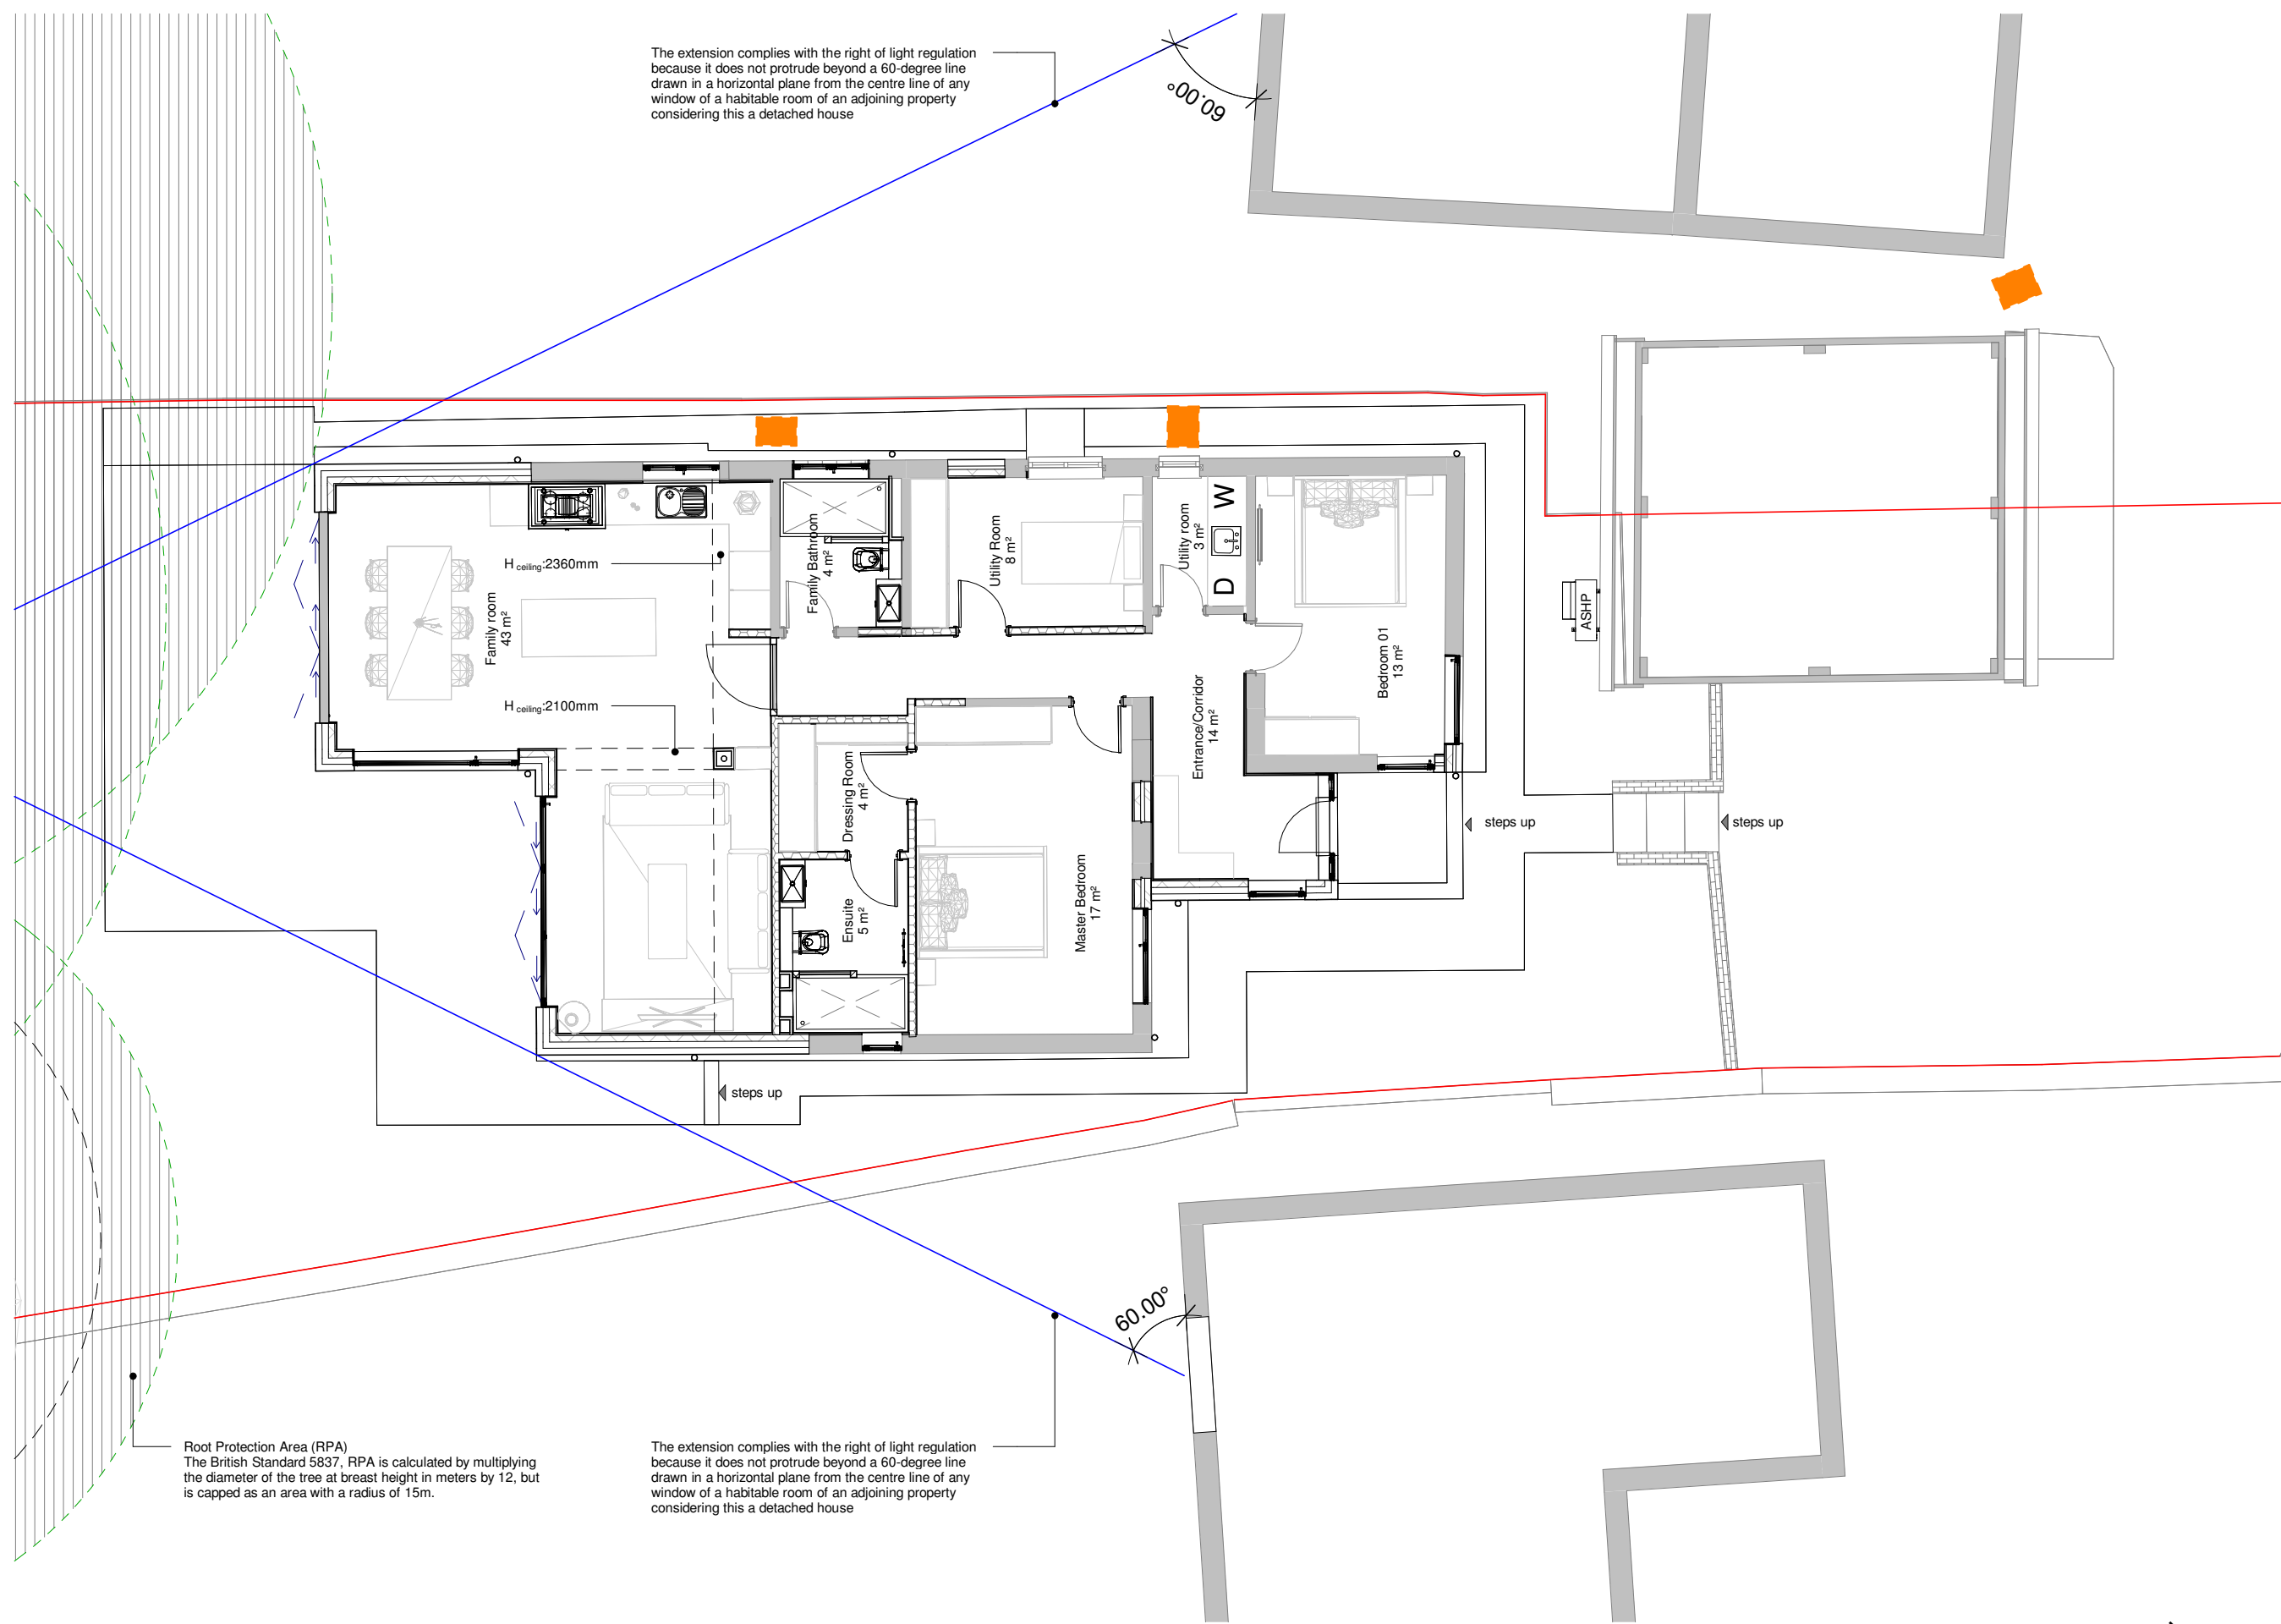 The extension complies with the right of light regulation
because it does not protrude beyond a 60-degree line
drawn in a horizontal plane from the centre line of any
window of a habitable room of an adjoining property
considering this a detached house
60.00°
H ceiling:2360mm
Family room
43 m²
H ceiling:2100mm
Family Bathroom
4 m²
Utility Room
8 m²
Utility room
3 m²
W
D
Bedroom 01
13 m²
ASHP
Entrance/Corridor
14 m²
Dressing Room
4 m²
Ensuite
5 m²
Master Bedroom
17 m²
steps up
steps up
steps up
60.00°
Root Protection Area (RPA)
The British Standard 5837, RPA is calculated by multiplying
the diameter of the tree at breast height in meters by 12, but
is capped as an area with a radius of 15m.
The extension complies with the right of light regulation
because it does not protrude beyond a 60-degree line
drawn in a horizontal plane from the centre line of any
window of a habitable room of an adjoining property
considering this a detached house